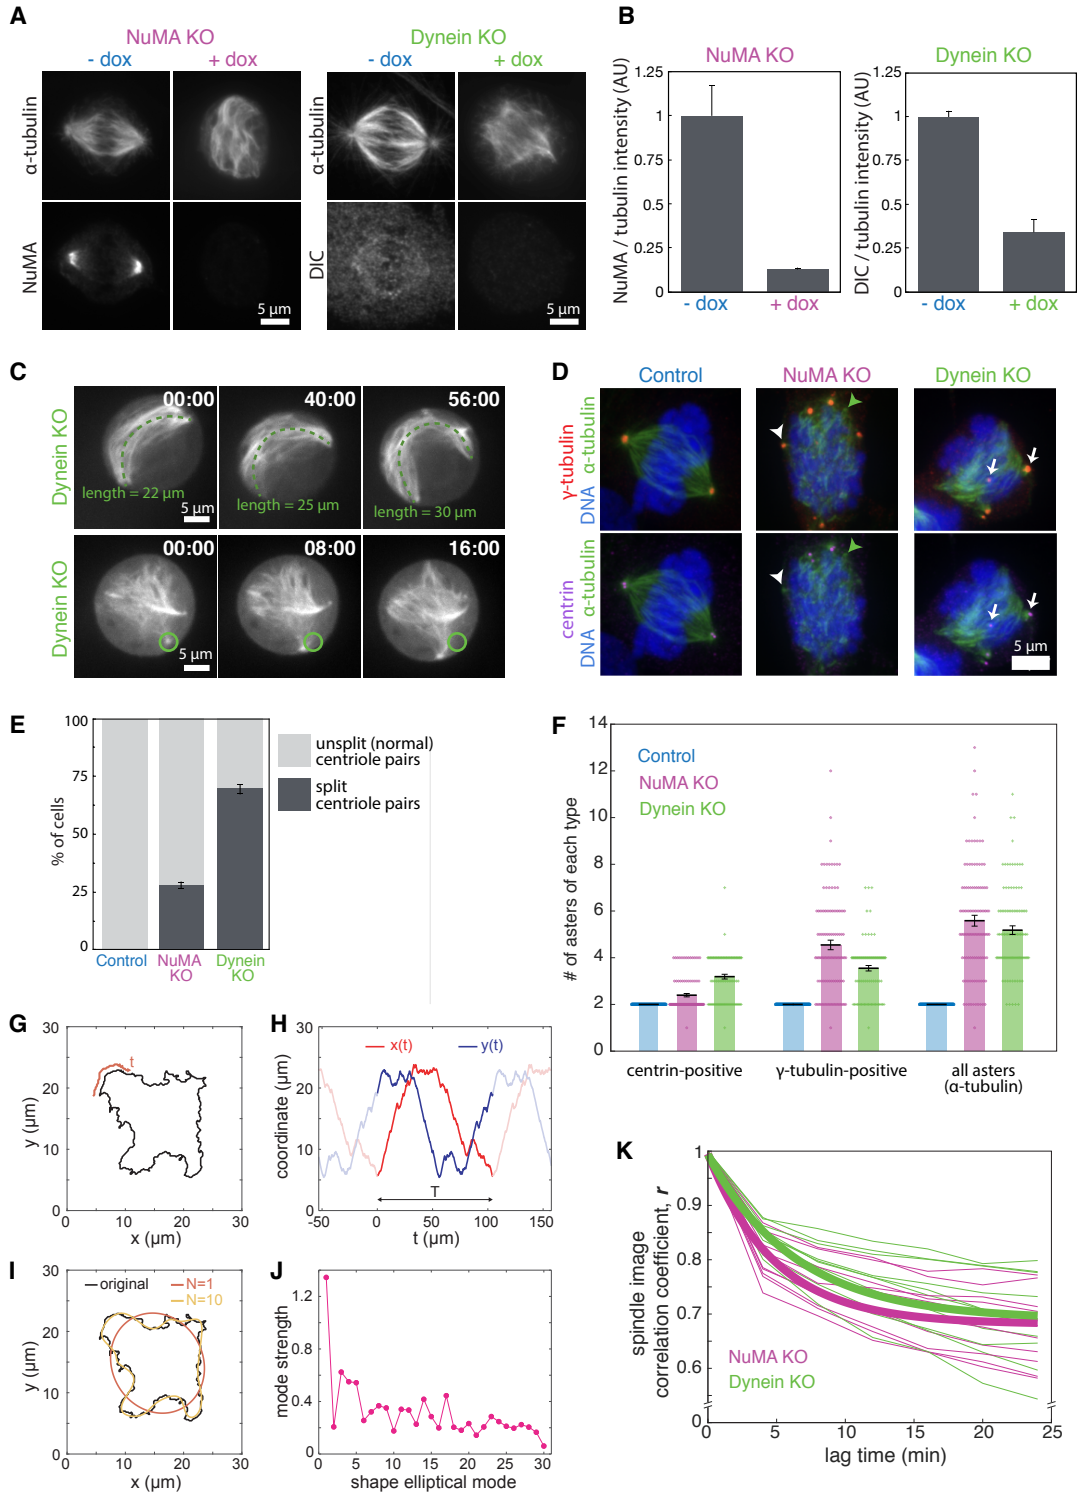 A
NuMA KO
Dynein KO
- dox
+ dox
- dox
+ dox
α-tubulin
α-tubulin
NuMA
DIC
5 µm
5 µm
B
NuMA KO
Dynein KO
NuMA / tubulin intensity (AU)
1.25
1
0.75
0.5
0.25
0
- dox
+ dox
DIC / tubulin intensity (AU)
1.25
1
0.75
0.5
0.25
0
- dox
+ dox
C
Dynein KO
00:00
40:00
56:00
length = 22 µm
length = 25 µm
length = 30 µm
5 µm
Dynein KO
00:00
08:00
16:00
5 µm
D
Control
NuMA KO
Dynein KO
γ-tubulin
DNA α-tubulin
centrin
DNA α-tubulin
5 µm
E
% of cells
100
75
50
25
0
Control
NuMA
KO
Dynein
KO
unsplit (normal)
centriole pairs
split
centriole pairs
F
# of asters of each type
14
12
10
8
6
4
2
0
Control
NuMA KO
Dynein KO
centrin-positive
γ-tubulin-positive
all asters
(α-tubulin)
G
y (µm)
30
20
10
0
t
0
10
20
30
x (µm)
H
coordinate (µm)
30
20
10
0
x(t)
y(t)
T
-50
0
50
100
150
t (µm)
I
y (µm)
30
20
10
0
original
N=1
N=10
0
10
20
30
x (µm)
J
mode strength
1.2
0.8
0.4
0
0
5
10
15
20
25
30
shape elliptical mode
K
spindle image
correlation coefficient, r
1
0.9
0.8
0.7
0.6
0
NuMA KO
Dynein KO
0
5
10
15
20
25
lag time (min)